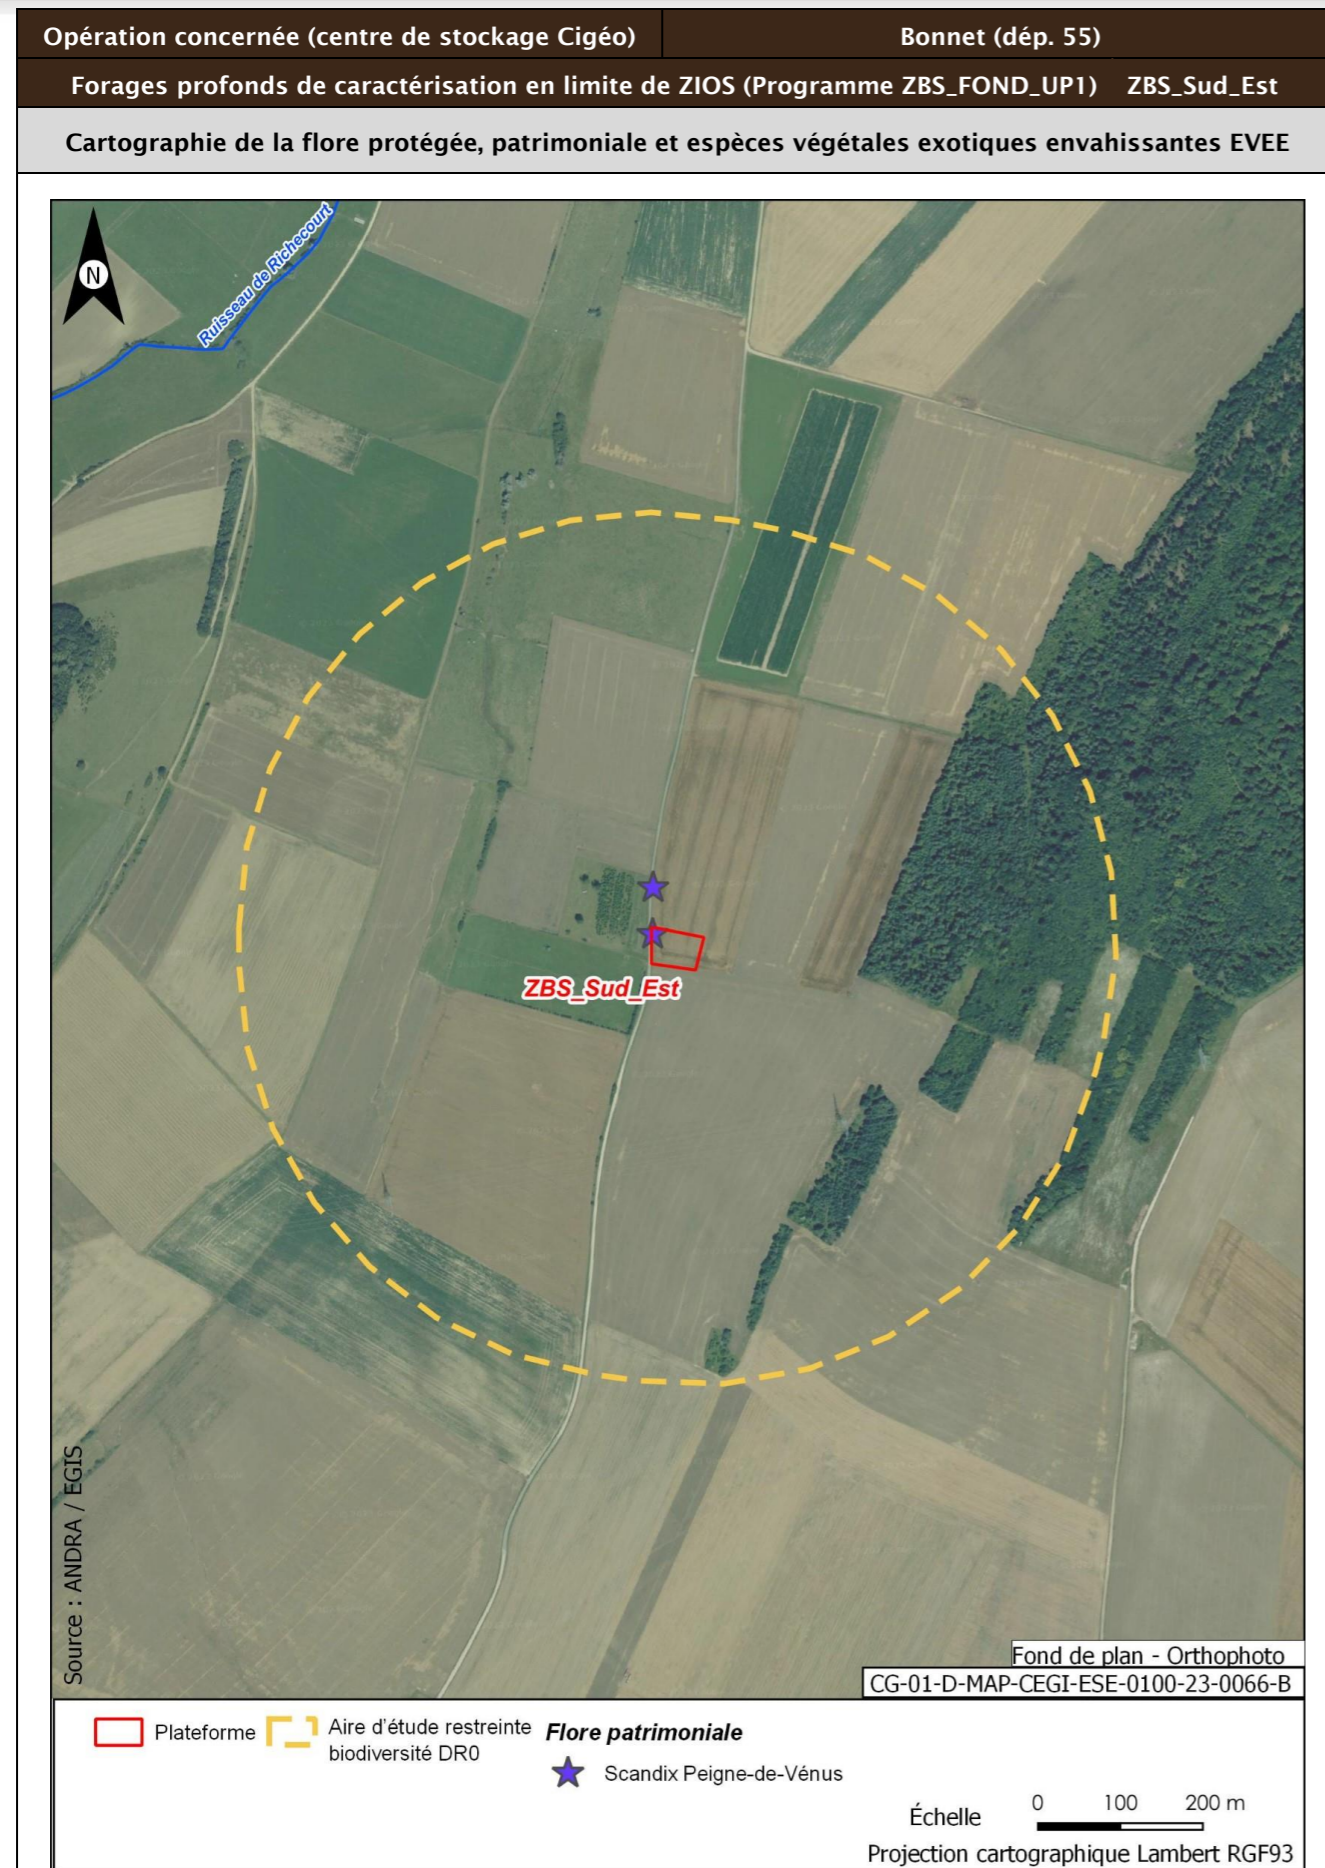 Opération concernée (centre de stockage Cigéo) Bonnet (dép. 55)
Forages profonds de caractérisation en limite de ZIOS (Programme ZBS_FOND_UP1) ZBS_Sud_Est
Cartographie de la flore protégée, patrimoniale et espèces végétales exotiques envahissantes EVEE
N
Ruisseau de Richecourt
ZBS_Sud_Est
Source : ANDRA / EGIS
Fond de plan - Orthophoto
CG-01-D-MAP-CEGI-ESE-0100-23-0066-B
Plateforme
Aire d'étude restreinte
biodiversité DR0
Flore patrimoniale
Scandix Peigne-de-Vénus
Échelle
0 100 200 m
Projection cartographique Lambert RGF93